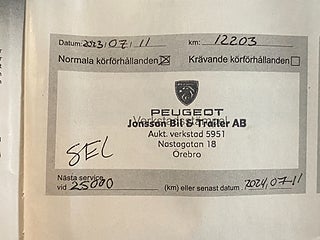 Datum: 2023/07/11 km: 12203
Normala körförhållanden ☒ Krävande körförhållanden ☐
PEUGEOT
Verkstadsstämpel
Jonsson Bil & Trailer AB
Aukt. verkstad 5951
Nastagatan 18
Örebro
SEL
Nästa service
vid 25000 (km) eller senast datum . 2024/07-11